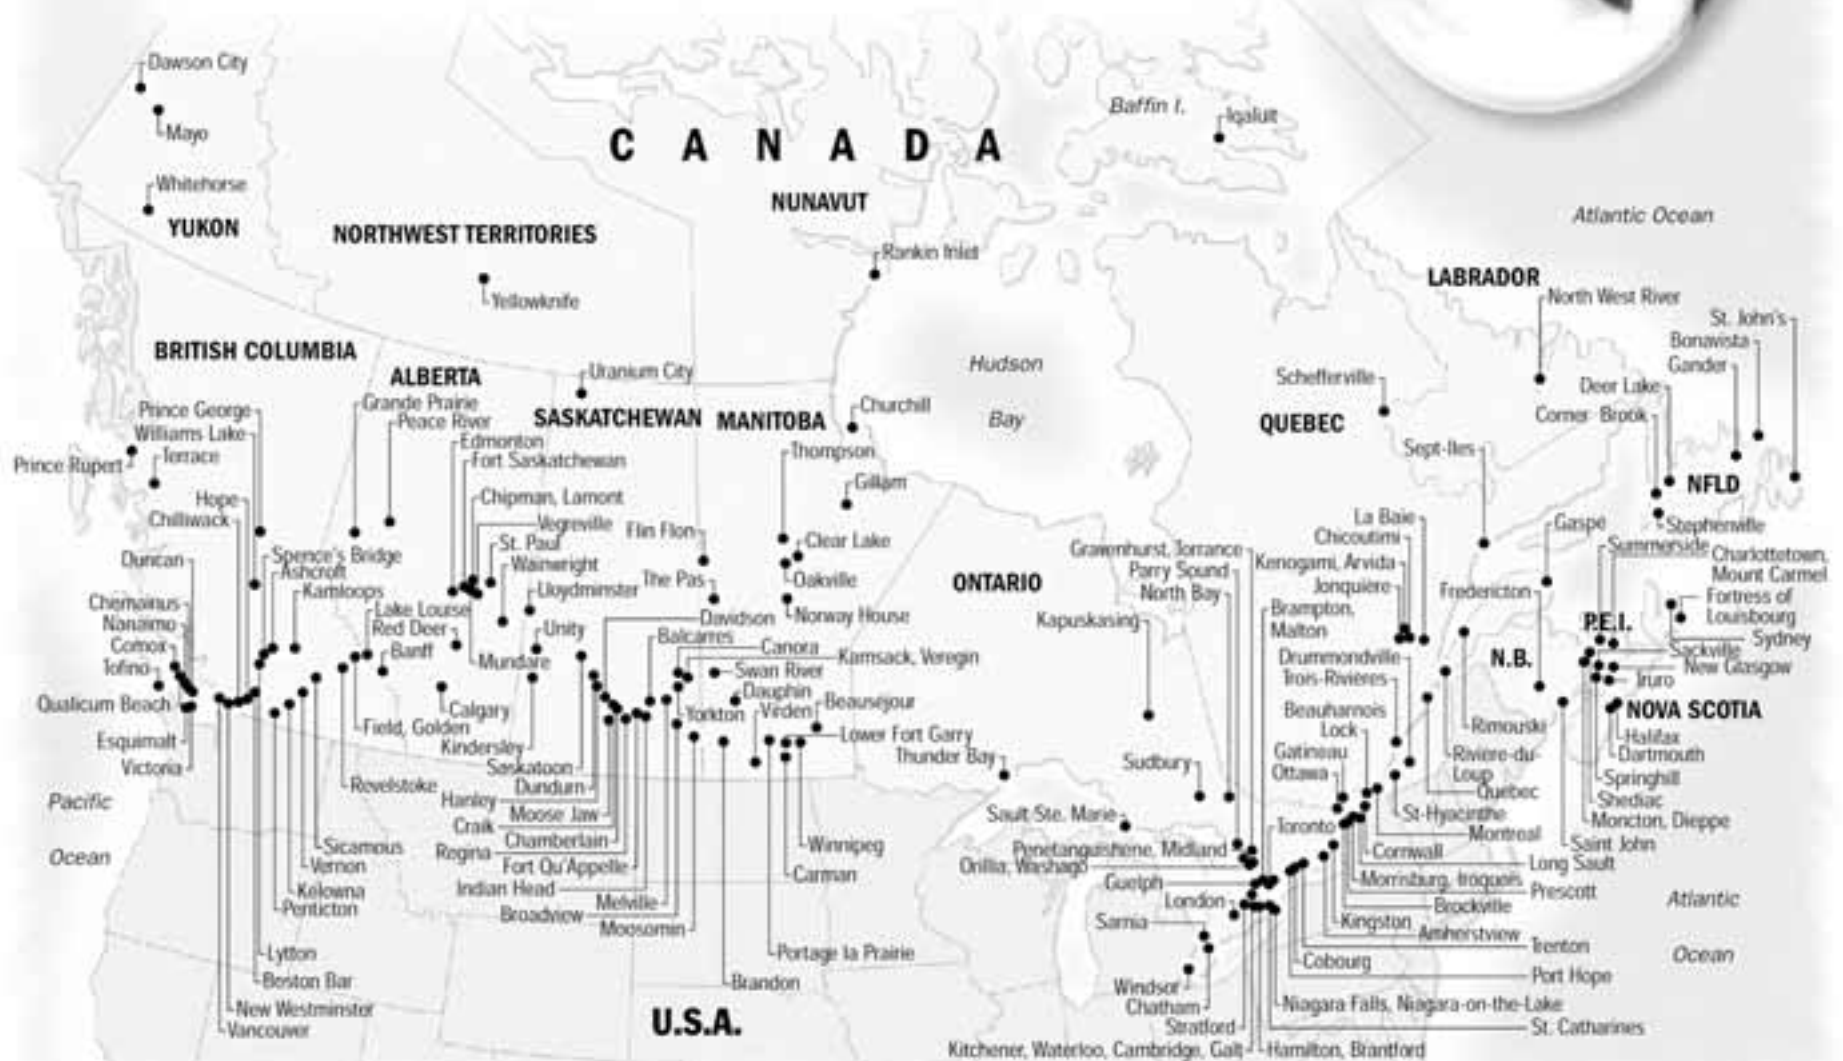 Dawson City
Mayo
Whitehorse
YUKON
CANADA
NUNAVUT
Baffin I.
Iqaluit
NORTHWEST TERRITORIES
Yellowknife
Rankin Inlet
Atlantic Ocean
LABRADOR
North West River
St. John's
Bonavista
Gander
Deer Lake
Corner Brook
BRITISH COLUMBIA
ALBERTA
Uranium City
SASKATCHEWAN
MANITOBA
Churchill
Hudson
Bay
Schefferville
QUEBEC
Sept-Iles
NFLD
Stephenville
Prince George
Williams Lake
Prince Rupert
Terrace
Hope
Chilliwack
Duncan
Chemainus
Nanaimo
Comox
Tofino
Qualicum Beach
Esquimalt
Victoria
Pacific
Ocean
Grande Prairie
Peace River
Edmonton
Fort Saskatchewan
Chipman, Lamont
Vegreville
St. Paul
Wainwright
Lloydminster
Unity
Mundare
Spence's Bridge
Ashcroft
Kamloops
Lake Louise
Red Deer
Banff
Calgary
Field, Golden
Revelstoke
Sicamous
Vernon
Kelowna
Penticton
Lytton
Boston Bar
New Westminster
Vancouver
Thompson
Gillam
Flin Flon
The Pas
Clear Lake
Oakville
Norway House
Davidson
Balcarres
Canora
Kamsack, Veregin
Swan River
Dauphin
Yorkton
Virden
Beausejour
Lower Fort Garry
Kindersley
Saskatoon
Dundurn
Hanley
Moose Jaw
Craik
Chamberlain
Regina
Fort Qu'Appelle
Indian Head
Melville
Broadview
Moosomin
Winnipeg
Carman
Portage la Prairie
Brandon
U.S.A.
ONTARIO
Kapuskasing
Thunder Bay
Sudbury
Sault Ste. Marie
Gravenhurst, Torrance
Parry Sound
North Bay
Brampton,
Malton
Penetanguishene, Midland
Orillia, Washago
Guelph
London
Sarnia
Windsor
Chatham
Stratford
Kitchener, Waterloo, Cambridge, Galt
Hamilton, Brantford
Toronto
La Baie
Chicoutimi
Kenogami, Arvida
Jonquière
Drummondville
Trois-Rivieres
Beauharnois
Lock
Gatineau
Ottawa
Rimouski
Riviere-du-
Loup
Quebec
St-Hyacinthe
Montreal
Cornwall
Long Sault
Morrisburg, Iroquois
Prescott
Brockville
Kingston
Amherstview
Trenton
Cobourg
Port Hope
Niagara Falls, Niagara-on-the-Lake
St. Catharines
Gaspé
Summerside
Charlottetown,
Mount Carmel
Fredericton
Fortress of
Louisbourg
P.E.I.
Sydney
Sackville
New Glasgow
Truro
N.B.
NOVA SCOTIA
Halifax
Dartmouth
Springhill
Shediac
Moncton, Dieppe
Saint John
Atlantic
Ocean